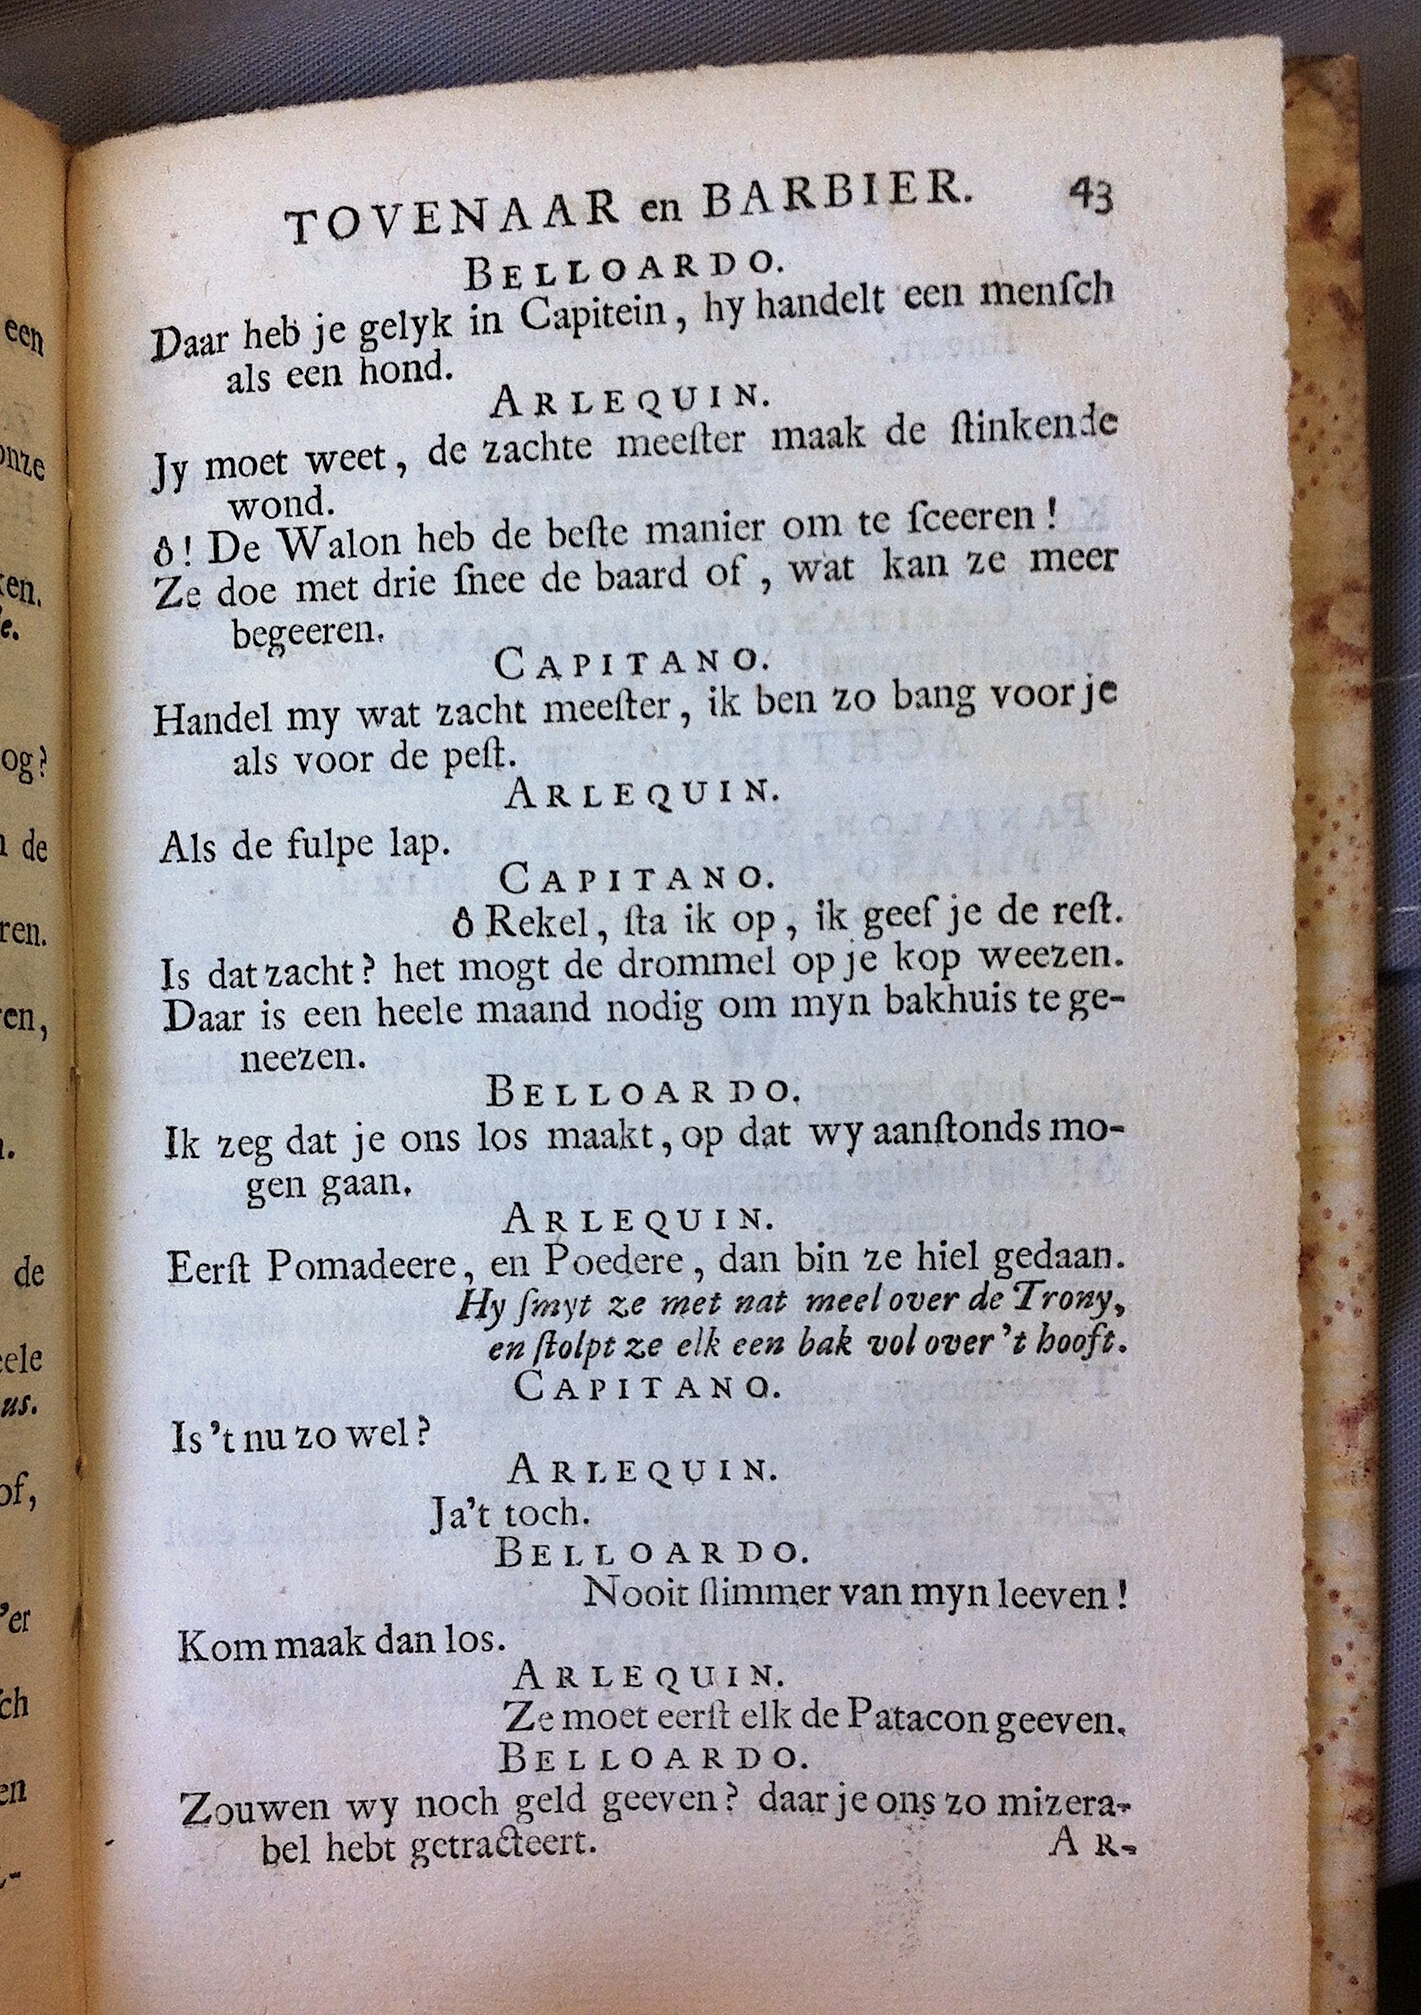 TOVENAAR en BARBIER. 43
BELLOARDO.
Daar heb je gelyk in Capitein, hy handelt een menſch
als een hond.
ARLEQUIN.
Jy moet weet, de zachte meeſter maak de ſtinkende
wond.
ô! De Walon heb de beſte manier om te ſceeren!
Ze doe met drie ſnee de baard of, wat kan ze meer
begeeren.
CAPITANO.
Handel my wat zacht meeſter, ik ben zo bang voor je
als voor de peſt.
ARLEQUIN.
Als de fulpe lap.
CAPITANO.
ô Rekel, ſta ik op, ik geef je de reſt.
Is dat zacht? het mogt de drommel op je kop weezen.
Daar is een heele maand nodig om myn bakhuis te ge-
neezen.
BELLOARDO.
Ik zeg dat je ons los maakt, op dat wy aanſtonds mo-
gen gaan.
ARLEQUIN.
Eerſt Pomadeere, en Poedere, dan bin ze hiel gedaan.
Hy ſmyt ze met nat meel over de Trony,
en ſtolpt ze elk een bak vol over 't hooft.
CAPITANO.
Is 't nu zo wel?
ARLEQUIN.
Ja't toch.
BELLOARDO.
Nooit ſlimmer van myn leeven!
Kom maak dan los.
ARLEQUIN.
Ze moet eerſt elk de Patacon geeven.
BELLOARDO.
Zouwen wy noch geld geeven? daar je ons zo mizera-
bel hebt getracteert.
AR-